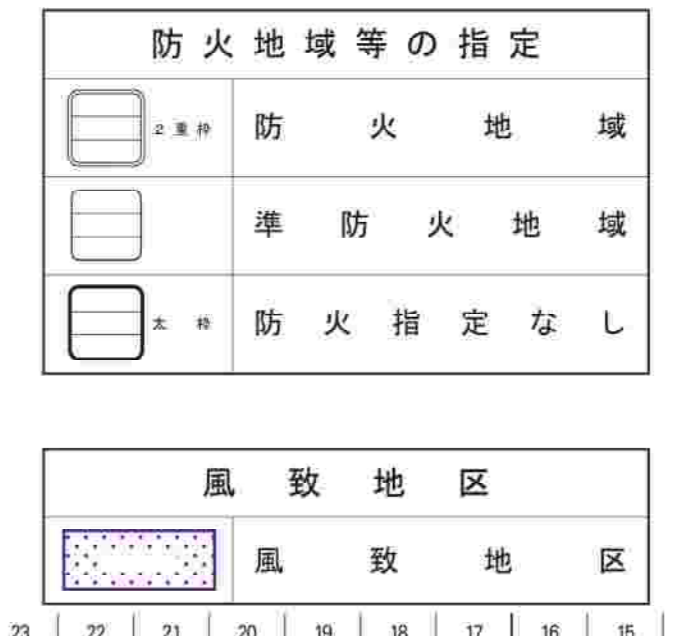 防火地域等の指定
2重枠 防火地域
準防火地域
太枠 防火指定なし
風致地区
風致地区
23 22 21 20 19 18 17 16 15